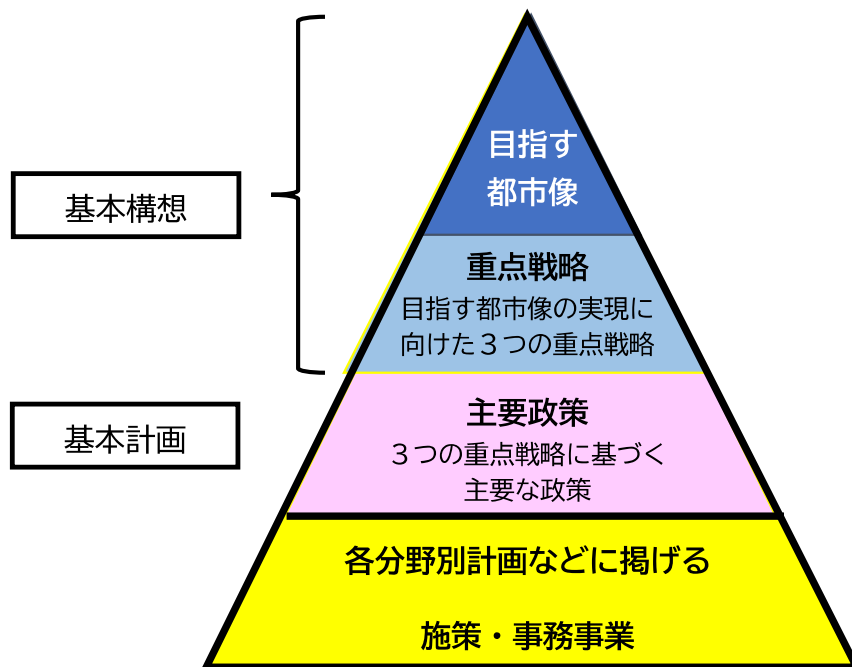 目指す
都市像
基本構想
重点戦略
目指す都市像の実現に
向けた３つの重点戦略
主要政策
基本計画
３つの重点戦略に基づく
主要な政策
各分野別計画などに掲げる
施策・事務事業